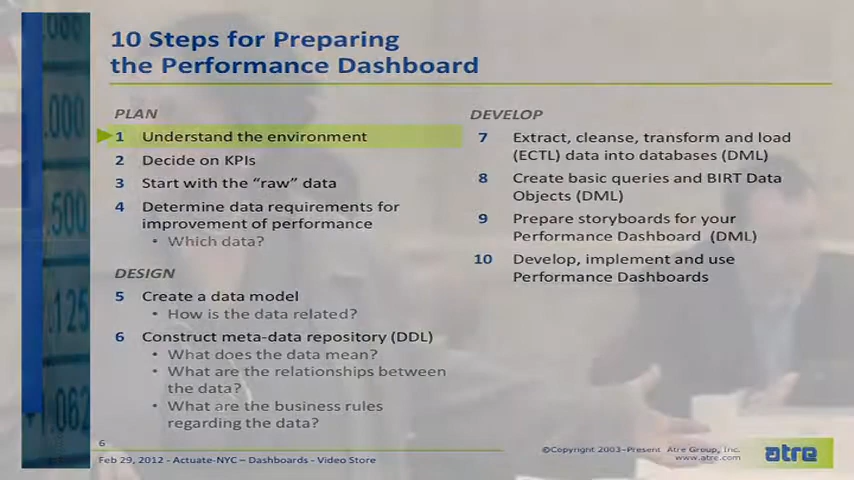 10 Steps for Preparing
the Performance Dashboard
PLAN
1 Understand the environment
2 Decide on KPIs
3 Start with the “raw” data
4 Determine data requirements for
improvement of performance
• Which data?
DESIGN
5 Create a data model
• How is the data related?
6 Construct meta-data repository (DDL)
• What does the data mean?
• What are the relationships between
the data?
• What are the business rules
regarding the data?
DEVELOP
7 Extract, cleanse, transform and load
(ECTL) data into databases (DML)
8 Create basic queries and BIRT Data
Objects (DML)
9 Prepare storyboards for your
Performance Dashboard (DML)
10 Develop, implement and use
Performance Dashboards
6
Feb 29, 2012 - Actuate-NYC – Dashboards - Video Store
©Copyright 2003–Present Atre Group, Inc.
www.atre.com
atre
.000
.500
.125
.062